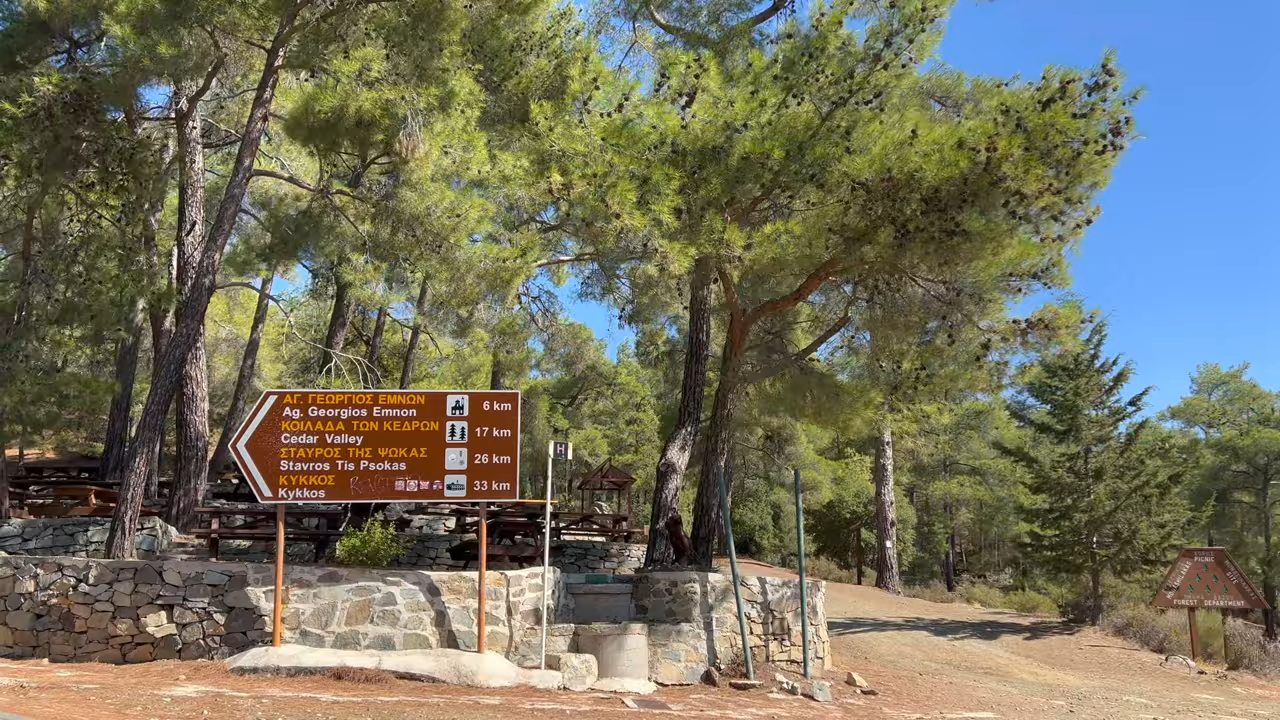 ΑΓ. ΓΕΩΡΓΙΟΣ ΕΜΝΩΝ
Ag. Georgios Emnon
6 km
ΚΟΙΛΑΔΑ ΤΩΝ ΚΕΔΡΩΝ
Cedar Valley
17 km
ΣΤΑΥΡΟΣ ΤΗΣ ΨΩΚΑΣ
Stavros Tis Psokas
26 km
ΚΥΚΚΟΣ
Kykkos
33 km
H
PICNIC
FOREST DEPARTMENT